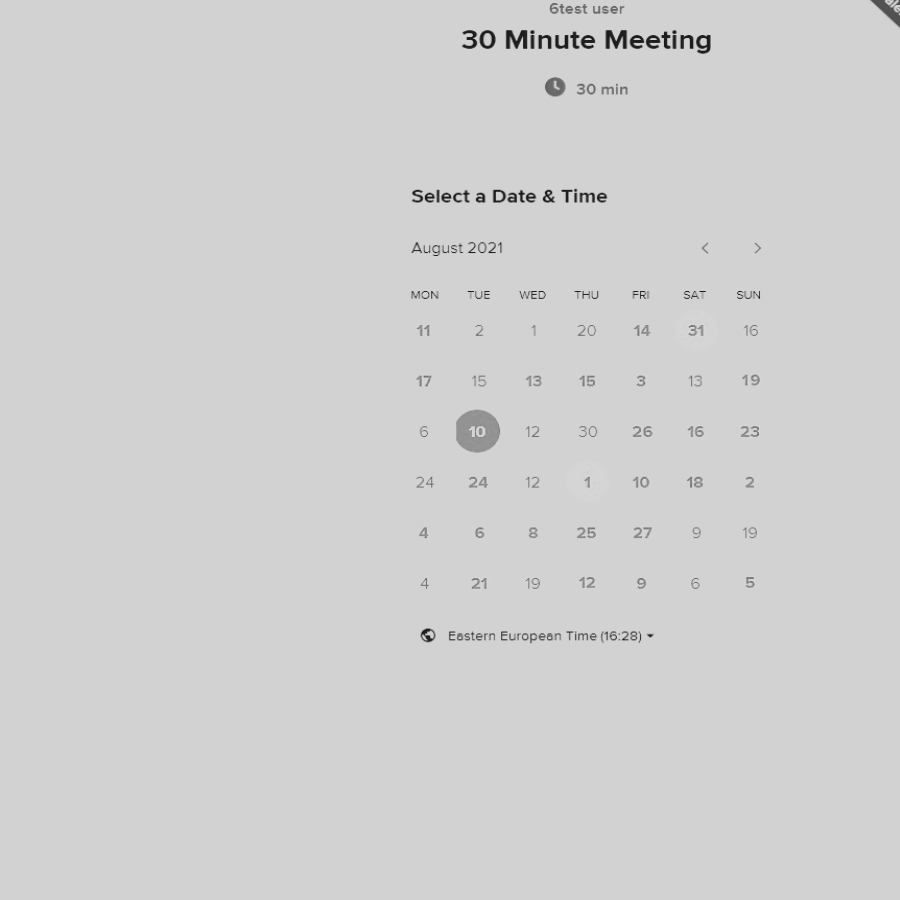 6test user
30 Minute Meeting
30 min
Select a Date & Time
August 2021
MON TUE WED THU FRI SAT SUN
11 2 1 20 14 31 16
17 15 13 15 3 13 19
6 10 12 30 26 16 23
24 24 12 1 10 18 2
4 6 8 25 27 9 19
4 21 19 12 9 6 5
Eastern European Time (16:28)